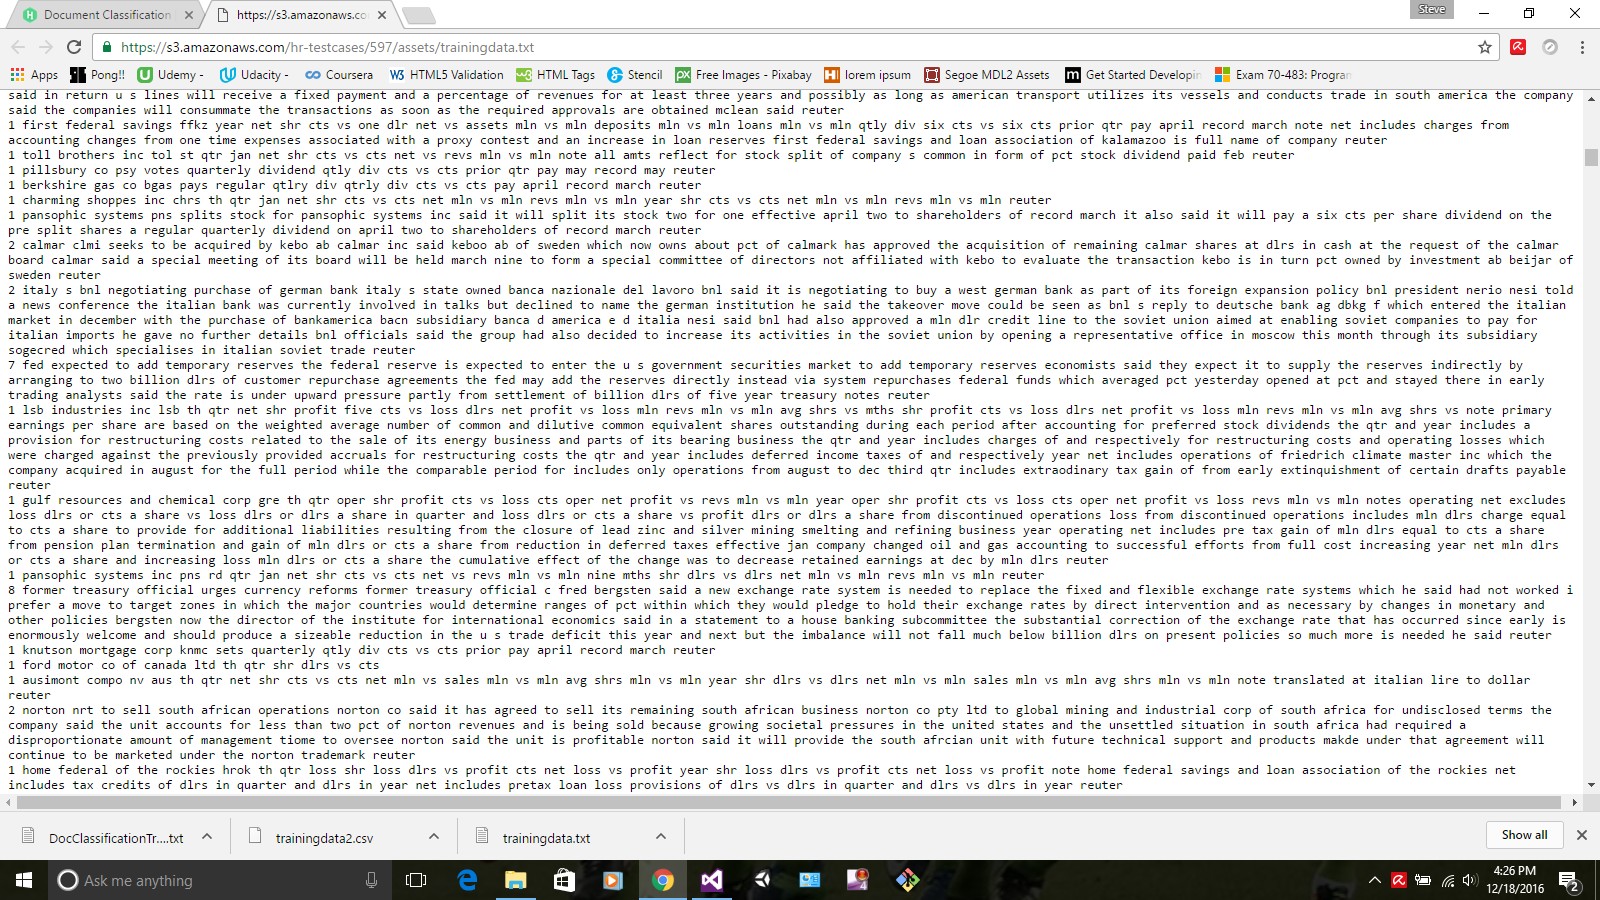 Document Classification
https://s3.amazonaws.co
Steve
https://s3.amazonaws.com/hr-testcases/597/assets/trainingdata.txt
Apps Pong!! Udemy - Udacity - Coursera W3 HTML5 Validation w3 HTML Tags Stencil px Free Images - Pixabay lorem ipsum Segoe MDL2 Assets m Get Started Developin Exam 70-483: Program
said in return u s lines will receive a fixed payment and a percentage of revenues for at least three years and possibly as long as american transport utilizes its vessels and conducts trade in south america the company
said the companies will consummate the transactions as soon as the required approvals are obtained mclean said reuter
1 first federal savings ffkz year net shr cts vs one dlr net vs assets mln vs mln deposits mln vs mln loans mln vs mln qtly div six cts vs six cts prior qtr pay april record march note net includes charges from
accounting changes from one time expenses associated with a proxy contest and an increase in loan reserves first federal savings and loan association of kalamazoo is full name of company reuter
1 toll brothers inc tol st qtr jan net shr cts vs cts net vs revs mln vs mln note all amts reflect for stock split of company s common in form of pct stock dividend paid feb reuter
1 pillsbury co psy votes quarterly dividend qtly div cts vs cts prior qtr pay may record may reuter
1 berkshire gas co bgas pays regular qtlry div qtrly div cts vs cts pay april record march reuter
1 charming shoppes inc chrs th qtr jan net shr cts vs cts net mln vs mln revs mln vs mln year shr cts vs cts net mln vs mln revs mln vs mln reuter
1 pansophic systems pns splits stock for pansophic systems inc said it will split its stock two for one effective april two to shareholders of record march it also said it will pay a six cts per share dividend on the
pre split shares a regular quarterly dividend on april two to shareholders of record march reuter
2 calmar clmi seeks to be acquired by kebo ab calmar inc said keboo ab of sweden which now owns about pct of calmark has approved the acquisition of remaining calmar shares at dlrs in cash at the request of the calmar
board calmar said a special meeting of its board will be held march nine to form a special committee of directors not affiliated with kebo to evaluate the transaction kebo is in turn pct owned by investment ab beijar of
sweden reuter
2 italy s bnl negotiating purchase of german bank italy s state owned banca nazionale del lavoro bnl said it is negotiating to buy a west german bank as part of its foreign expansion policy bnl president nerio nesi told
a news conference the italian bank was currently involved in talks but declined to name the german institution he said the takeover move could be seen as bnl s reply to deutsche bank ag dbkg f which entered the italian
market in december with the purchase of bankamerica bacn subsidiary banca d america e d italia nesi said bnl had also approved a mln dlr credit line to the soviet union aimed at enabling soviet companies to pay for
italian imports he gave no further details bnl officials said the group had also decided to increase its activities in the soviet union by opening a representative office in moscow this month through its subsidiary
sogecred which specialises in italian soviet trade reuter
7 fed expected to add temporary reserves the federal reserve is expected to enter the u s government securities market to add temporary reserves economists said they expect it to supply the reserves indirectly by
arranging to two billion dlrs of customer repurchase agreements the fed may add the reserves directly instead via system repurchases federal funds which averaged pct yesterday opened at pct and stayed there in early
trading analysts said the rate is under upward pressure partly from settlement of billion dlrs of five year treasury notes reuter
1 lsb industries inc lsb th qtr net shr profit five cts vs loss dlrs net profit vs loss mln revs mln vs mln avg shrs vs mths shr profit cts vs loss dlrs net profit vs loss mln revs mln vs mln avg shrs vs note primary
earnings per share are based on the weighted average number of common and dilutive common equivalent shares outstanding during each period after accounting for preferred stock dividends the qtr and year includes a
provision for restructuring costs related to the sale of its energy business and parts of its bearing business the qtr and year includes charges of and respectively for restructuring costs and operating losses which
were charged against the previously provided accruals for restructuring costs the qtr and year includes deferred income taxes of and respectively year net includes operations of friedrich climate master inc which the
company acquired in august for the full period while the comparable period for includes only operations from august to dec third qtr includes extraodinary tax gain of from early extinquishment of certain drafts payable
reuter
1 gulf resources and chemical corp gre th qtr oper shr profit cts vs loss cts oper net profit vs revs mln vs mln year oper shr profit cts vs loss cts oper net profit vs loss revs mln vs mln notes operating net excludes
loss dlrs or cts a share vs loss dlrs or dlrs a share in quarter and loss dlrs or cts a share vs profit dlrs or dlrs a share from discontinued operations loss from discontinued operations includes mln dlrs charge equal
to cts a share to provide for additional liabilities resulting from the closure of lead zinc and silver mining smelting and refining business year operating net includes pre tax gain of mln dlrs equal to cts a share
from pension plan termination and gain of mln dlrs or cts a share from reduction in deferred taxes effective jan company changed oil and gas accounting to successful efforts from full cost increasing year net mln dlrs
or cts a share and increasing loss mln dlrs or cts a share the cumulative effect of the change was to decrease retained earnings at dec by mln dlrs reuter
1 pansophic systems inc pns rd qtr jan net shr cts vs cts net vs revs mln vs mln nine mths shr dlrs vs dlrs net mln vs mln revs mln vs mln reuter
8 former treasury official urges currency reforms former treasury official c fred bergsten said a new exchange rate system is needed to replace the fixed and flexible exchange rate systems which he said had not worked i
prefer a move to target zones in which the major countries would determine ranges of pct within which they would pledge to hold their exchange rates by direct intervention and as necessary by changes in monetary and
other policies bergsten now the director of the institute for international economics said in a statement to a house banking subcommittee the substantial correction of the exchange rate that has occurred since early is
enormously welcome and should produce a sizeable reduction in the u s trade deficit this year and next but the imbalance will not fall much below billion dlrs on present policies so much more is needed he said reuter
1 knutson mortgage corp knmc sets quarterly qtly div cts vs cts prior pay april record march reuter
1 ford motor co of canada ltd th qtr shr dlrs vs cts
1 ausimont compo nv aus th qtr net shr cts vs cts net mln vs sales mln vs mln avg shrs mln vs mln year shr dlrs vs dlrs net mln vs mln sales mln vs mln avg shrs mln vs mln note translated at italian lire to dollar
reuter
2 norton nrt to sell south african operations norton co said it has agreed to sell its remaining south african business norton co pty ltd to global mining and industrial corp of south africa for undisclosed terms the
company said the unit accounts for less than two pct of norton revenues and is being sold because growing societal pressures in the united states and the unsettled situation in south africa had required a
disproportionate amount of management tiome to oversee norton said the unit is profitable norton said it will provide the south afrcian unit with future technical support and products makde under that agreement will
continue to be marketed under the norton trademark reuter
1 home federal of the rockies hrok th qtr loss shr loss dlrs vs profit cts net loss vs profit year shr loss dlrs vs profit cts net loss vs profit note home federal savings and loan association of the rockies net
includes tax credits of dlrs in quarter and dlrs in year net includes pretax loan loss provisions of dlrs vs dlrs in quarter and dlrs vs dlrs in year reuter
DocClassificationTr....txt trainingdata2.csv trainingdata.txt Show all
Ask me anything
4:26 PM
12/18/2016
2